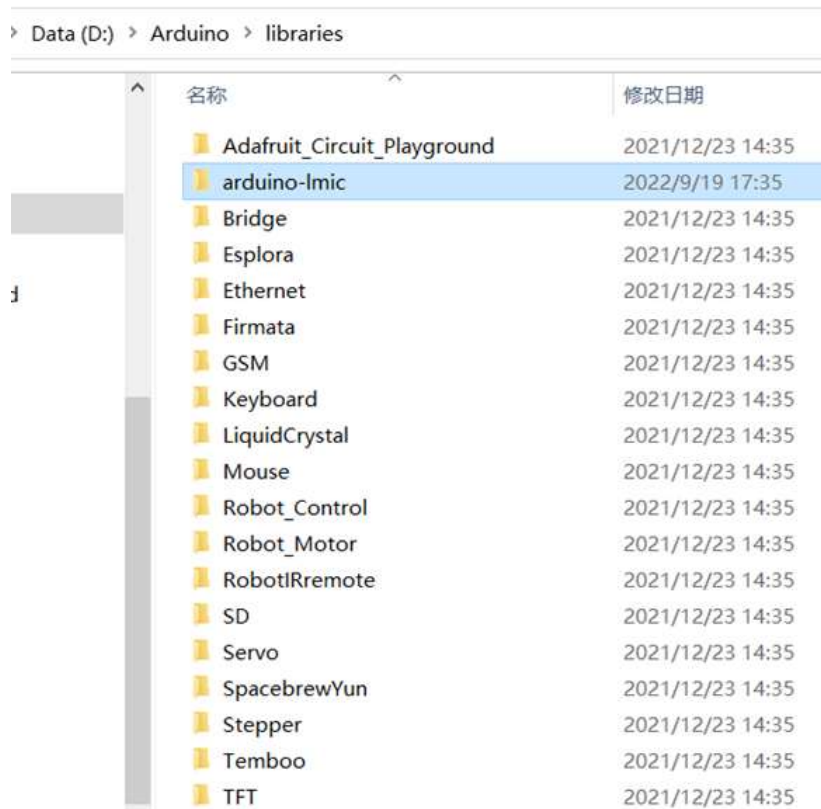 Data (D:) > Arduino > libraries
名称 修改日期
Adafruit_Circuit_Playground 2021/12/23 14:35
arduino-lmic 2022/9/19 17:35
Bridge 2021/12/23 14:35
Esplora 2021/12/23 14:35
Ethernet 2021/12/23 14:35
Firmata 2021/12/23 14:35
GSM 2021/12/23 14:35
Keyboard 2021/12/23 14:35
LiquidCrystal 2021/12/23 14:35
Mouse 2021/12/23 14:35
Robot_Control 2021/12/23 14:35
Robot_Motor 2021/12/23 14:35
RobotIRremote 2021/12/23 14:35
SD 2021/12/23 14:35
Servo 2021/12/23 14:35
SpacebrewYun 2021/12/23 14:35
Stepper 2021/12/23 14:35
Temboo 2021/12/23 14:35
TFT 2021/12/23 14:35